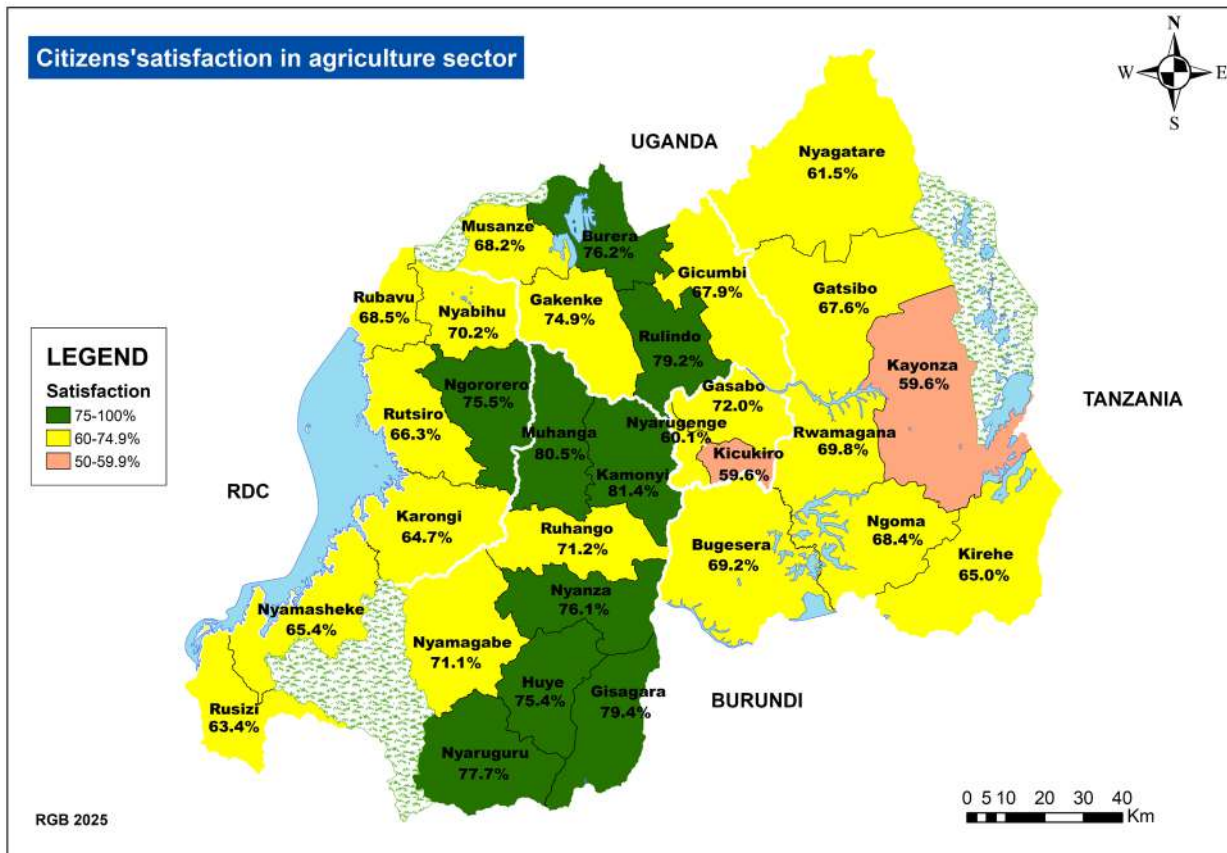 Citizens'satisfaction in agriculture sector
N
W E
S
UGANDA
Nyagatare
61.5%
Musanze
68.2%
Burera
76.2%
Gicumbi
67.9%
Gatsibo
67.6%
Rubavu
68.5%
Nyabihu
70.2%
Gakenke
74.9%
Rulindo
79.2%
Kayonza
59.6%
LEGEND
Satisfaction
75-100%
60-74.9%
50-59.9%
Ngororero
75.5%
Gasabo
72.0%
TANZANIA
Rutsiro
66.3%
Muhanga
80.5%
Nyarugenge
60.1%
Kicukiro
59.6%
Rwamagana
69.8%
Kamonyi
81.4%
RDC
Karongi
64.7%
Ruhango
71.2%
Bugesera
69.2%
Ngoma
68.4%
Kirehe
65.0%
Nyamasheke
65.4%
Nyanza
76.1%
Nyamagabe
71.1%
Huye
75.4%
Gisagara
79.4%
BURUNDI
Rusizi
63.4%
Nyaruguru
77.7%
0 5 10 20 30 40
Km
RGB 2025